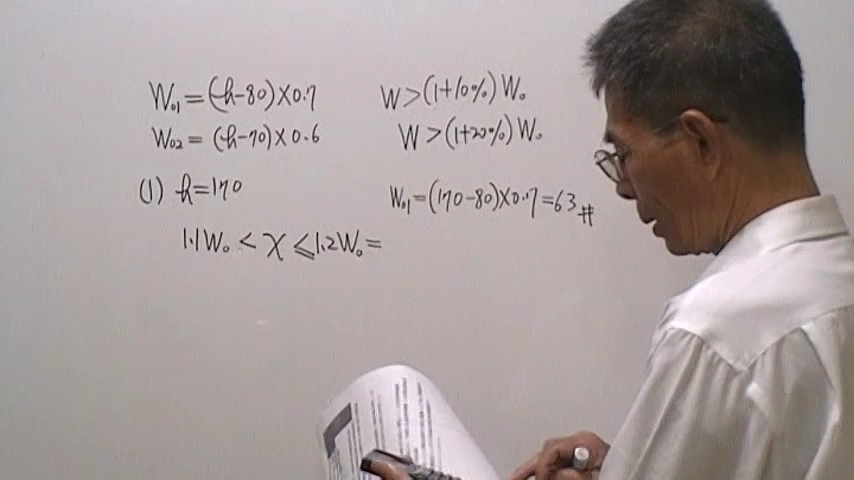 W₀₁=(h-80)×0.7
W>(1+10%)W₀
W₀₂=(h-70)×0.6
W>(1+20%)W₀
(1) h=170
W₀₁=(170-80)×0.7=63#
1.1W₀<x≤1.2W₀=